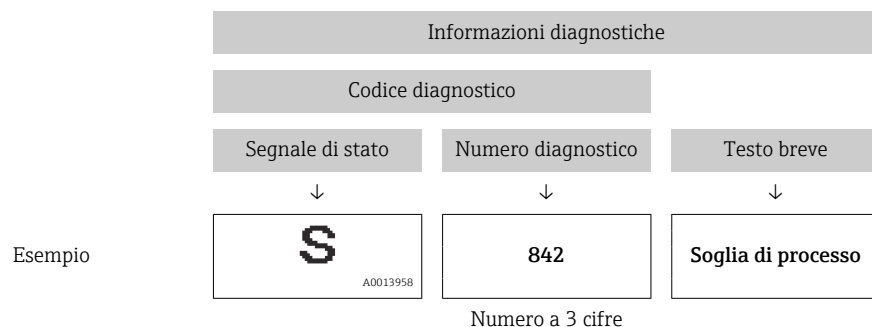 Informazioni diagnostiche
Codice diagnostico
Segnale di stato Numero diagnostico Testo breve
↓ ↓ ↓
Esempio S 842 Soglia di processo
A0013958
Numero a 3 cifre